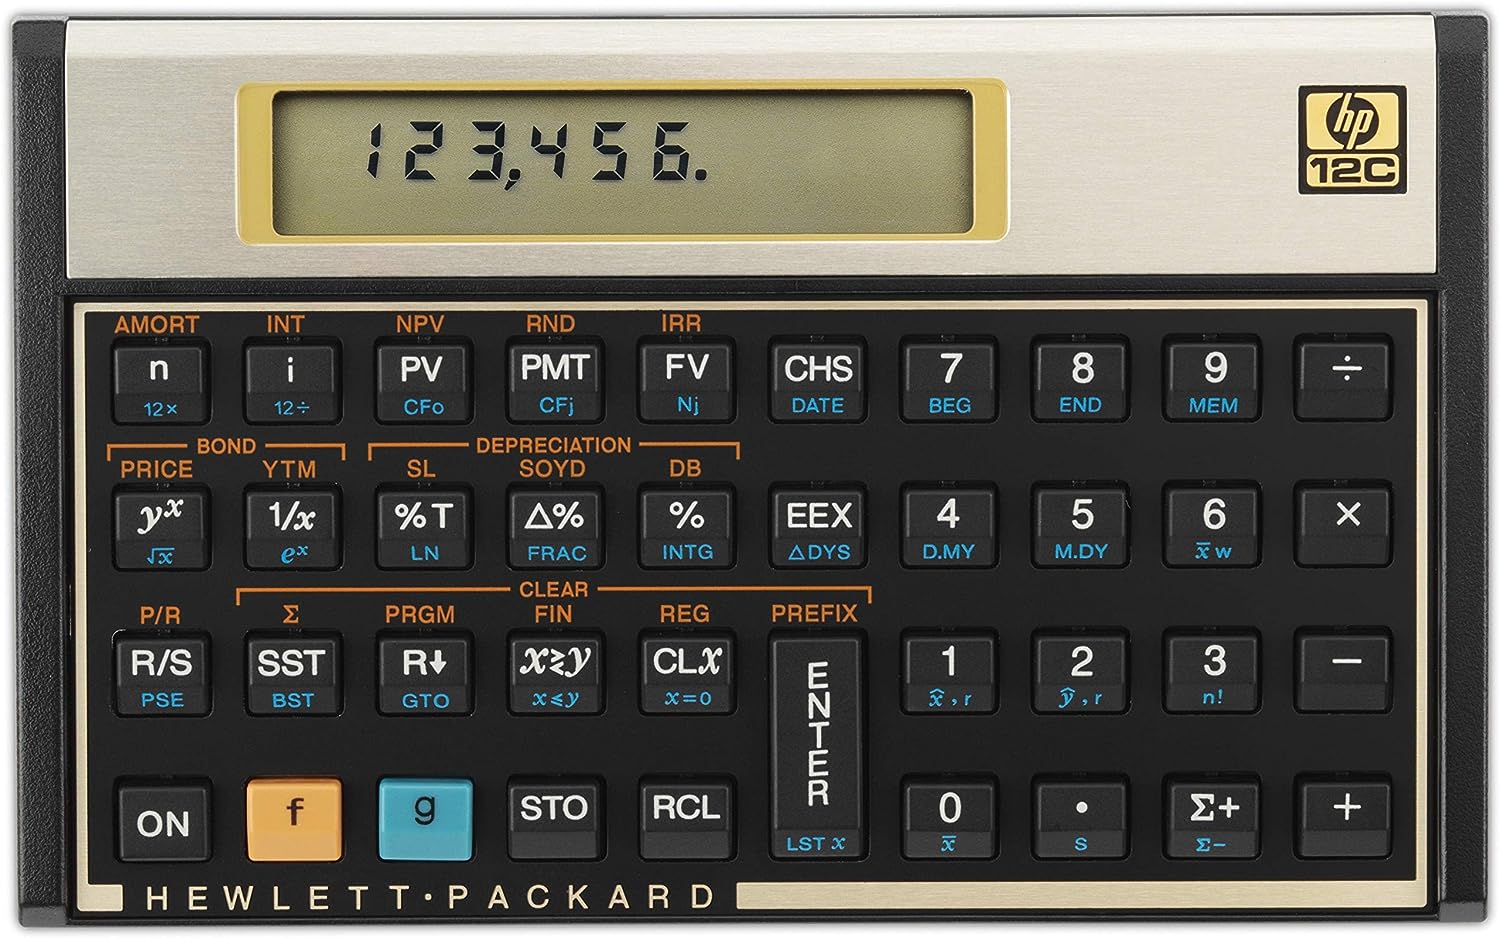 123,456.
hp
12C
AMORT INT NPV RND IRR
n i PV PMT FV CHS 7 8 9 ÷
12× 12÷ CFo CFj Nj DATE BEG END MEM
BOND DEPRECIATION
PRICE YTM SL SOYD DB
yˣ 1/x %T Δ% % EEX 4 5 6 ×
√x eˣ LN FRAC INTG ΔDYS D.MY M.DY x̅w
CLEAR
P/R Σ PRGM FIN REG PREFIX
R/S SST R↓ x≷y CLx ENTER 1 2 3 −
PSE BST GTO x≤y x=0 x̂,r ŷ,r n!
ON f g STO RCL 0 • Σ+ +
LST x x̅ s Σ−
HEWLETT·PACKARD